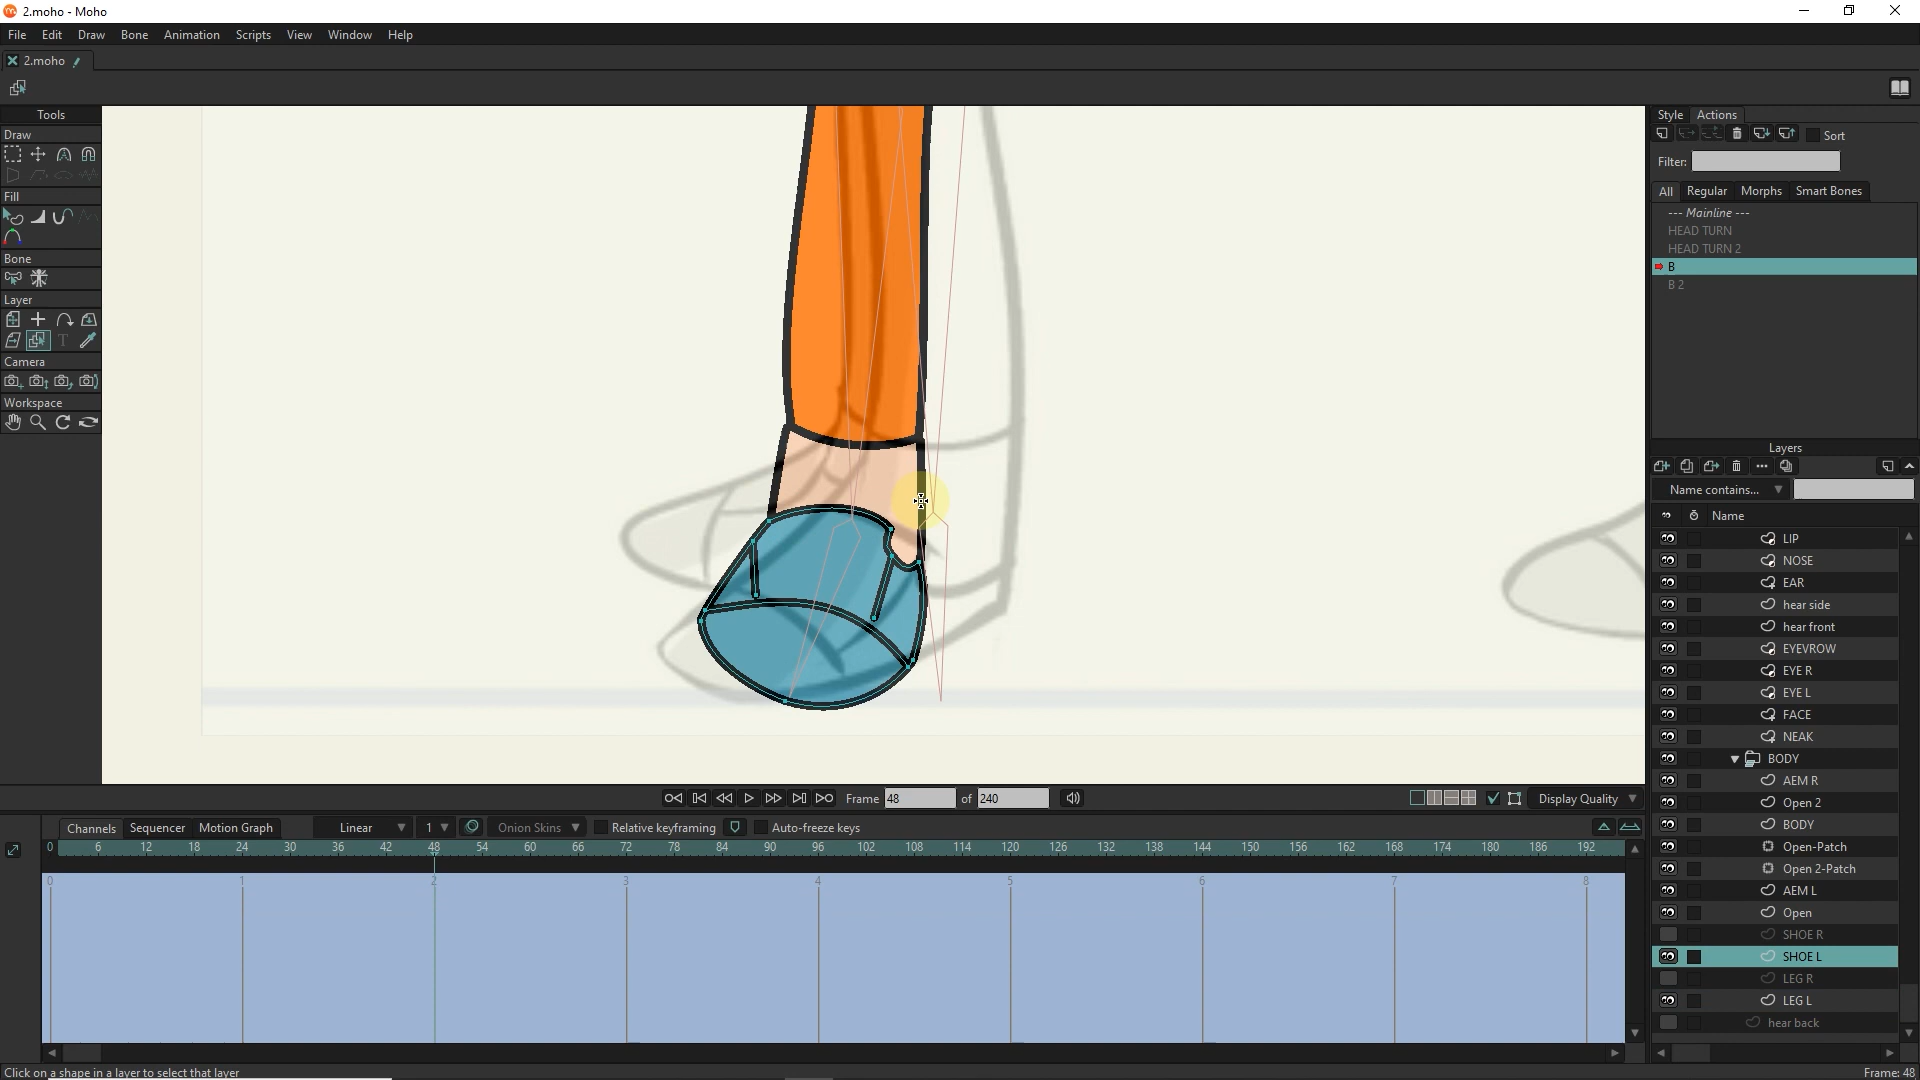 2.moho - Moho
File Edit Draw Bone Animation Scripts View Window Help
2.moho
Tools
Draw
Fill
Bone
Layer
T
Camera
Workspace
Style Actions
Sort
Filter:
All Regular Morphs Smart Bones
--- Mainline ---
HEAD TURN
HEAD TURN 2
B
B 2
Layers
Name contains...
Name
LIP
NOSE
EAR
hear side
hear front
EYEVROW
EYE R
EYE L
FACE
NEAK
BODY
AEM R
Open 2
BODY
Open-Patch
Open 2-Patch
AEM L
Open
SHOE R
SHOE L
LEG R
LEG L
hear back
Frame 48 of 240
Display Quality
Channels Sequencer Motion Graph Linear 1 Onion Skins Relative keyframing Auto-freeze keys
0 6 12 18 24 30 36 42 48 54 60 66 72 78 84 90 96 102 108 114 120 126 132 138 144 150 156 162 168 174 180 186 192
0 1 2 3 4 5 6 7 8
Click on a shape in a layer to select that layer
Frame: 48